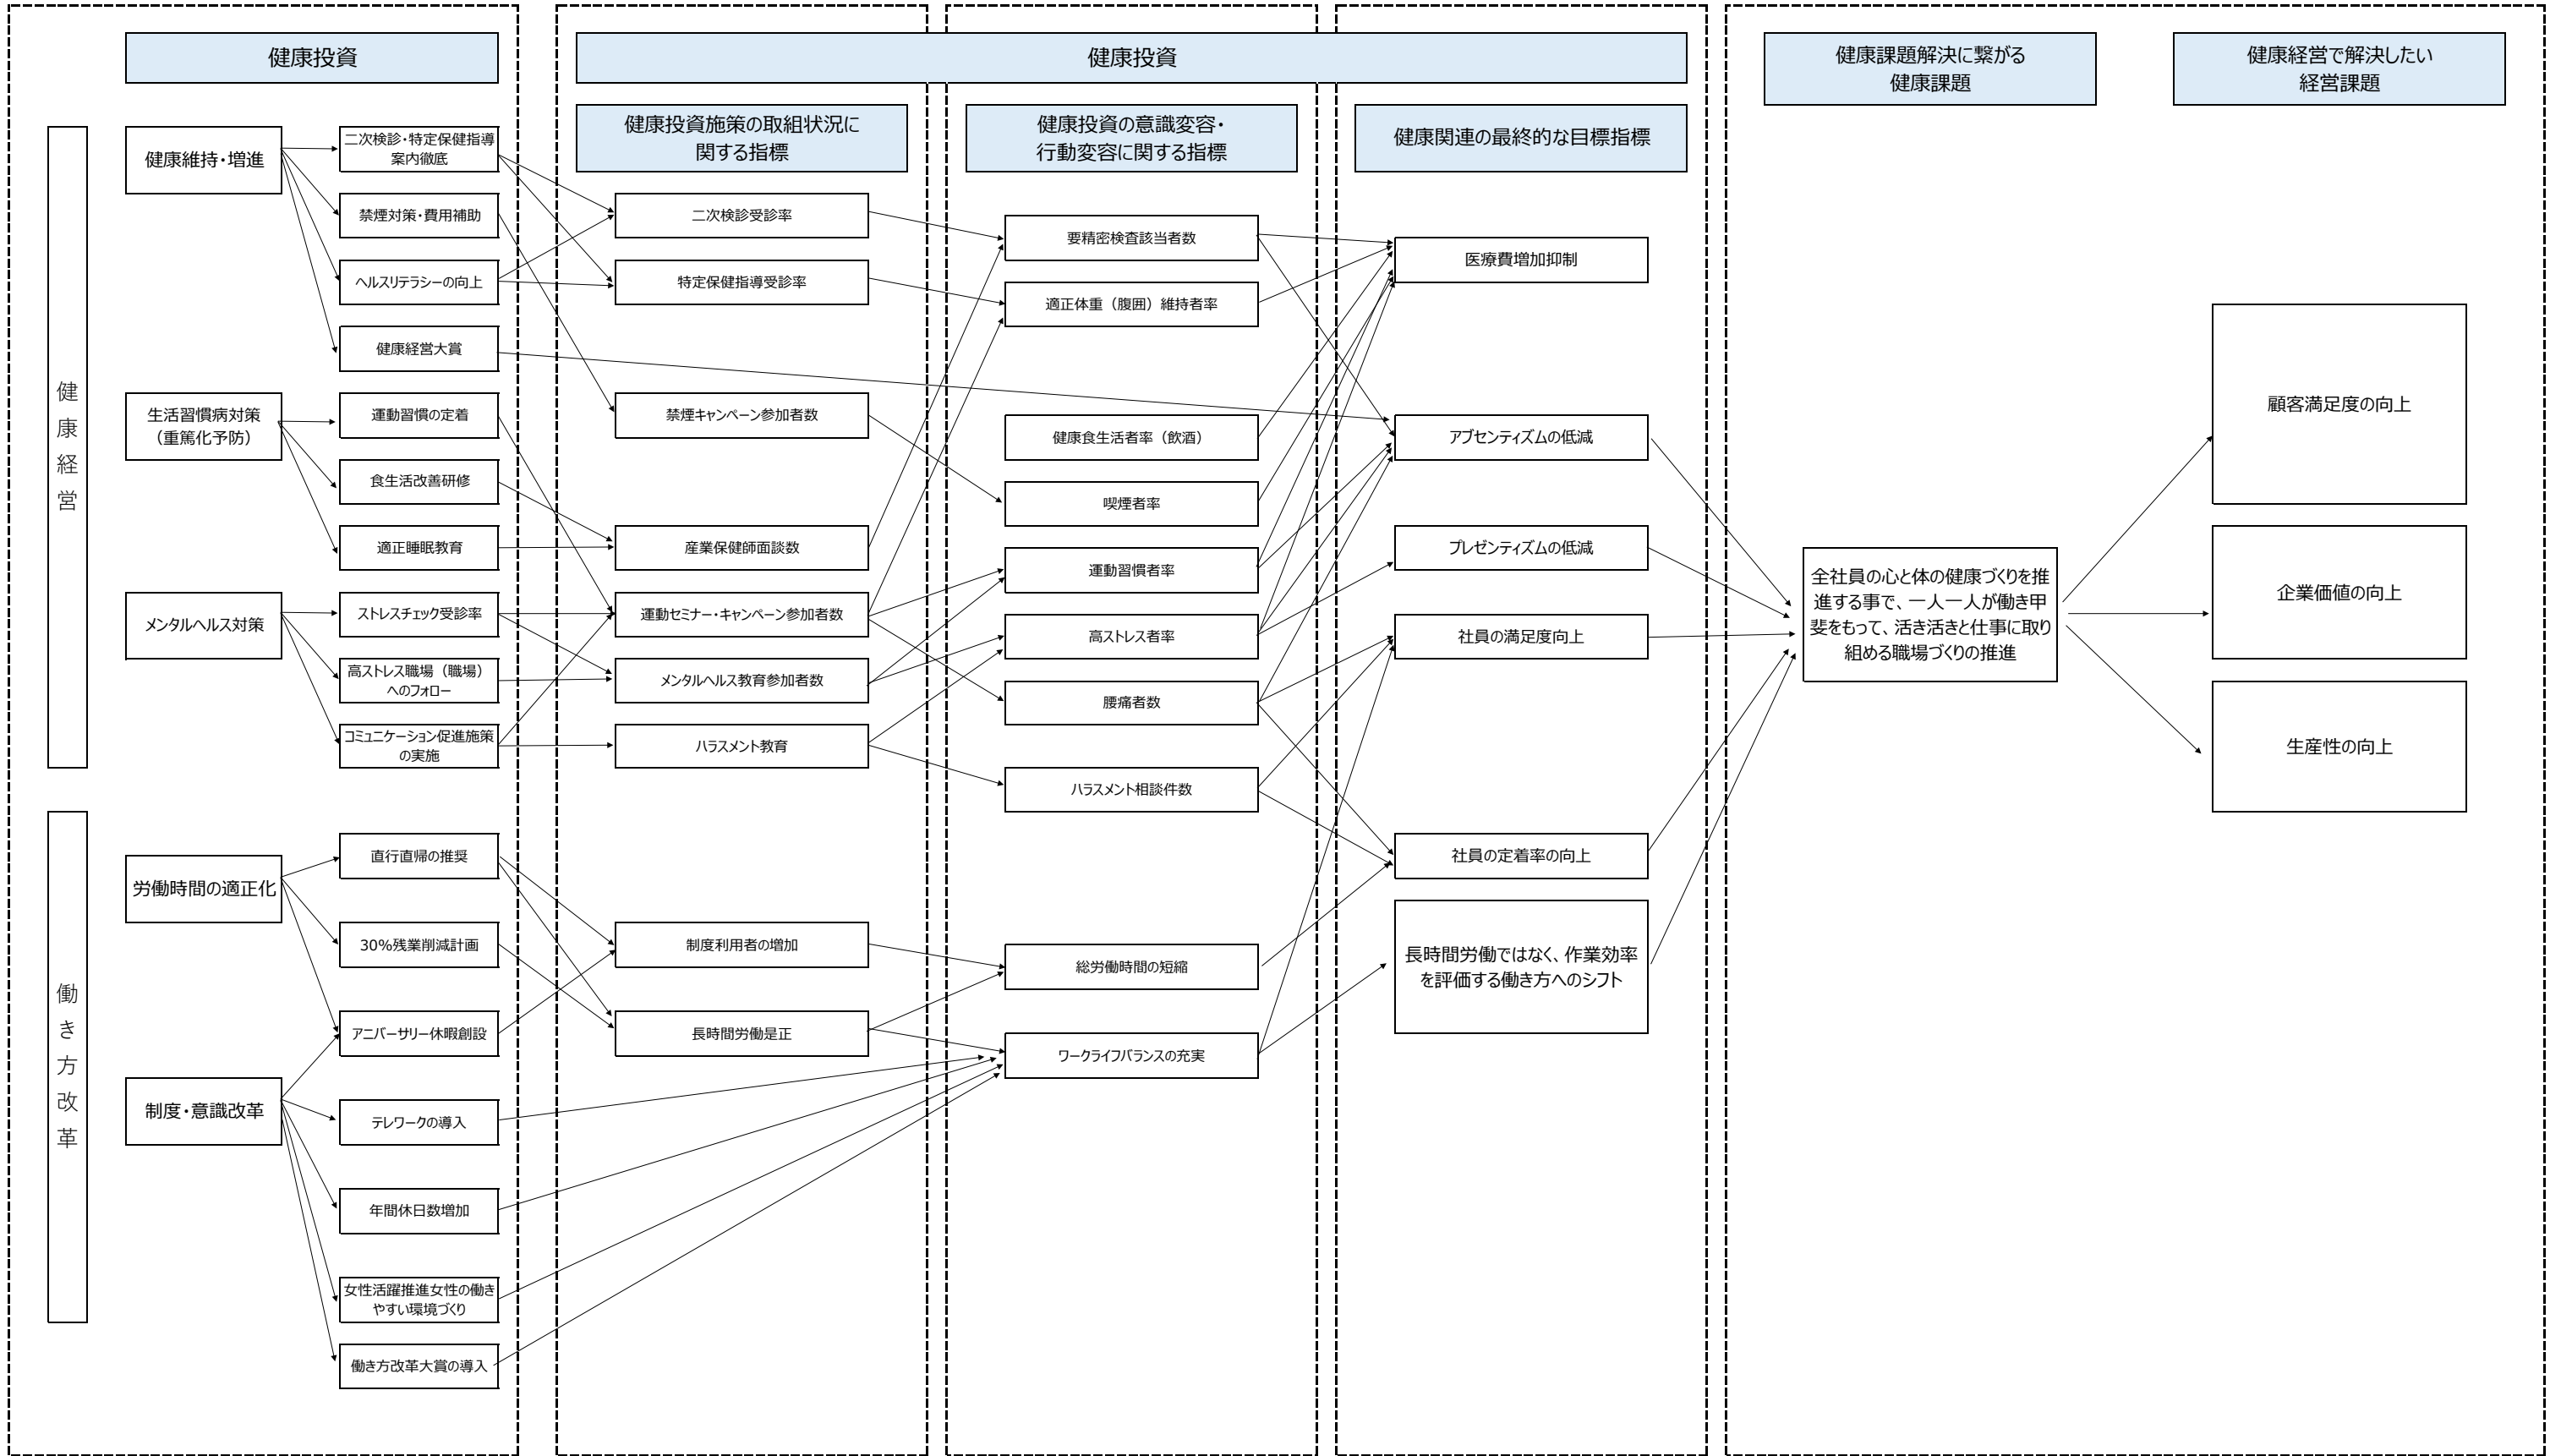 健康投資
健康投資
健康課題解決に繋がる
健康課題
健康経営で解決したい
経営課題
健康投資施策の取組状況に
関する指標
健康投資の意識変容・
行動変容に関する指標
健康関連の最終的な目標指標
健康経営
健康維持・増進
二次検診・特定保健指導
案内徹底
禁煙対策・費用補助
ヘルスリテラシーの向上
健康経営大賞
生活習慣病対策
（重篤化予防）
運動習慣の定着
食生活改善研修
適正睡眠教育
メンタルヘルス対策
ストレスチェック受診率
高ストレス職場（職場）
へのフォロー
コミュニケーション促進施策
の実施
働き方改革
労働時間の適正化
直行直帰の推奨
30%残業削減計画
アニバーサリー休暇創設
制度・意識改革
テレワークの導入
年間休日数増加
女性活躍推進女性の働き
やすい環境づくり
働き方改革大賞の導入
二次検診受診率
特定保健指導受診率
禁煙キャンペーン参加者数
産業保健師面談数
運動セミナー・キャンペーン参加者数
メンタルヘルス教育参加者数
ハラスメント教育
制度利用者の増加
長時間労働是正
要精密検査該当者数
適正体重（腹囲）維持者率
健康食生活者率（飲酒）
喫煙者率
運動習慣者率
高ストレス者率
腰痛者数
ハラスメント相談件数
総労働時間の短縮
ワークライフバランスの充実
医療費増加抑制
アブセンティズムの低減
プレゼンティズムの低減
社員の満足度向上
社員の定着率の向上
長時間労働ではなく、作業効率
を評価する働き方へのシフト
全社員の心と体の健康づくりを推
進する事で、一人一人が働き甲
斐をもって、活き活きと仕事に取り
組める職場づくりの推進
顧客満足度の向上
企業価値の向上
生産性の向上